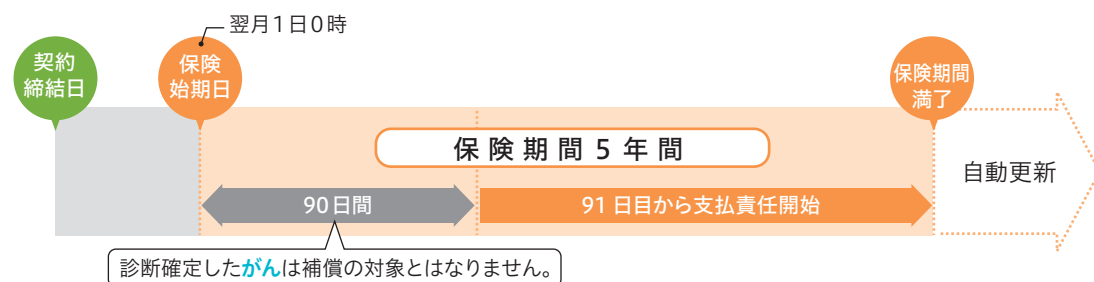 翌月1日0時
契約
締結日
保険
始期日
保険期間
満了
保険期間5年間
自動更新
90日間
91日目から支払責任開始
診断確定したがんは補償の対象とはなりません。